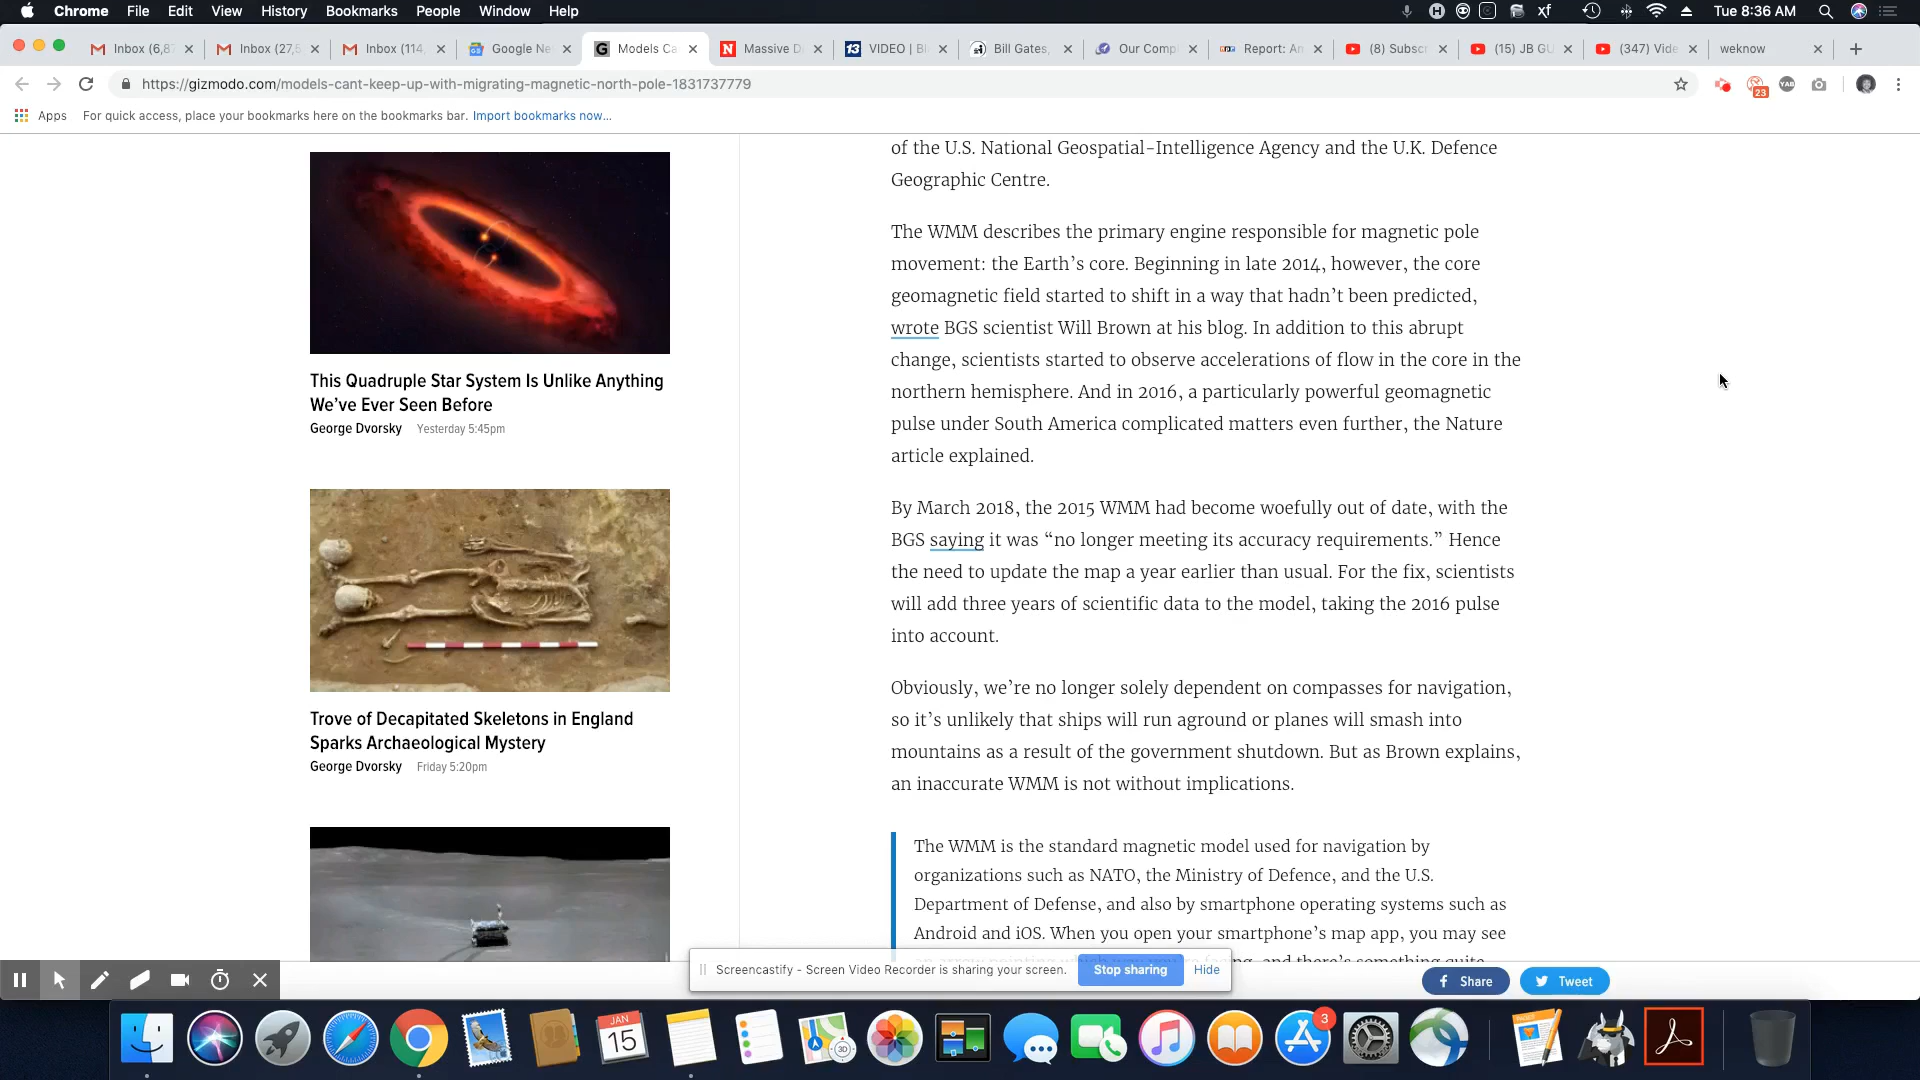 Chrome File Edit View History Bookmarks People Window Help
Tue 8:36 AM
Inbox (6,87 Inbox (27,5 Inbox (114, Google Ne Models Ca Massive D VIDEO | Bl Bill Gates, Our Comp Report: An (8) Subsc (15) JB GU (347) Vide weknow
https://gizmodo.com/models-cant-keep-up-with-migrating-magnetic-north-pole-1831737779
23
YAB
Apps For quick access, place your bookmarks here on the bookmarks bar. Import bookmarks now...
This Quadruple Star System Is Unlike Anything
We've Ever Seen Before
George Dvorsky Yesterday 5:45pm
Trove of Decapitated Skeletons in England
Sparks Archaeological Mystery
George Dvorsky Friday 5:20pm
of the U.S. National Geospatial-Intelligence Agency and the U.K. Defence
Geographic Centre.
The WMM describes the primary engine responsible for magnetic pole
movement: the Earth's core. Beginning in late 2014, however, the core
geomagnetic field started to shift in a way that hadn't been predicted,
wrote BGS scientist Will Brown at his blog. In addition to this abrupt
change, scientists started to observe accelerations of flow in the core in the
northern hemisphere. And in 2016, a particularly powerful geomagnetic
pulse under South America complicated matters even further, the Nature
article explained.
By March 2018, the 2015 WMM had become woefully out of date, with the
BGS saying it was “no longer meeting its accuracy requirements.” Hence
the need to update the map a year earlier than usual. For the fix, scientists
will add three years of scientific data to the model, taking the 2016 pulse
into account.
Obviously, we're no longer solely dependent on compasses for navigation,
so it's unlikely that ships will run aground or planes will smash into
mountains as a result of the government shutdown. But as Brown explains,
an inaccurate WMM is not without implications.
The WMM is the standard magnetic model used for navigation by
organizations such as NATO, the Ministry of Defence, and the U.S.
Department of Defense, and also by smartphone operating systems such as
Android and iOS. When you open your smartphone's map app, you may see
Screencastify - Screen Video Recorder is sharing your screen. Stop sharing Hide
Share Tweet
JAN
15
3D
3
PAGES